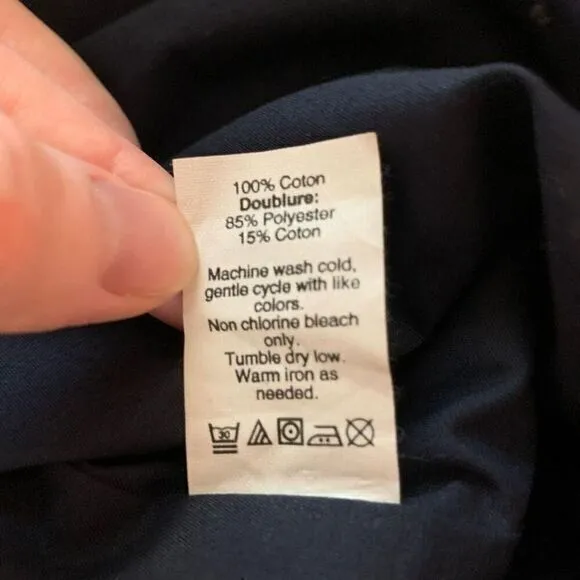 100% Coton
Doublure:
85% Polyester
15% Coton
Machine wash cold,
gentle cycle with like
colors.
Non chlorine bleach
only.
Tumble dry low.
Warm iron as
needed.
30